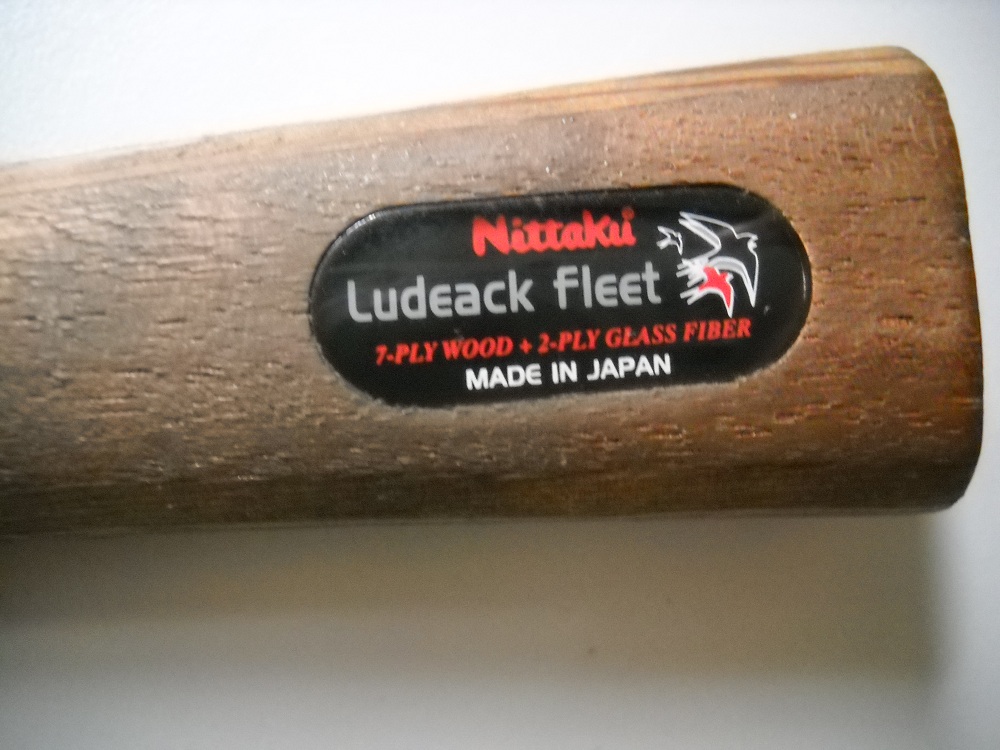 Nittaku®
Ludeack fleet
7-PLY WOOD + 2-PLY GLASS FIBER
MADE IN JAPAN